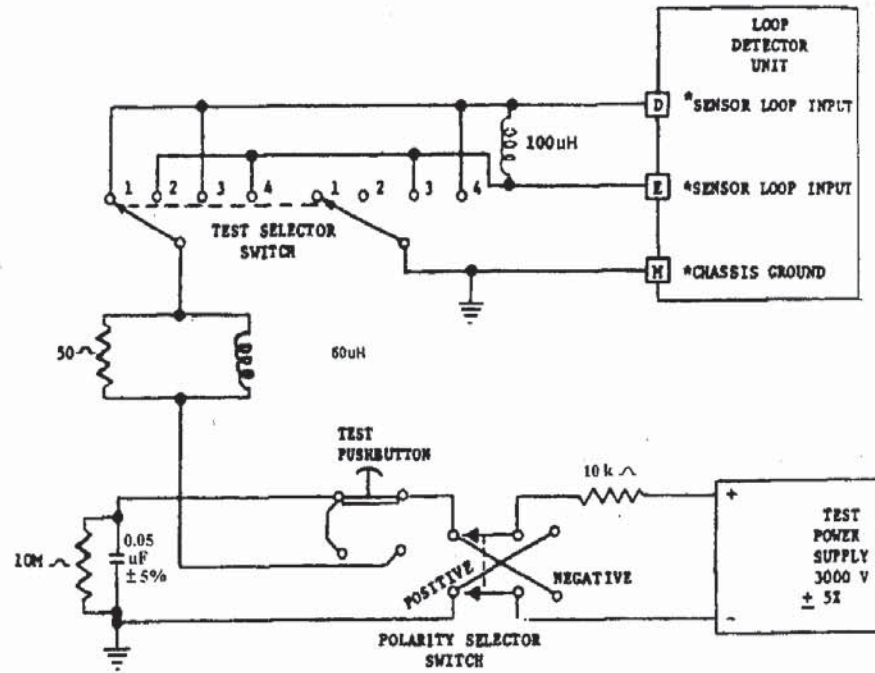 LOOP
DETECTOR
UNIT
D *SENSOR LOOP INPUT
100uH
1 2 3 4 1 2 3 4
E *SENSOR LOOP INPUT
TEST SELECTOR
SWITCH
M *CHASSIS GROUND
50
60uH
TEST
PUSHBUTTON
10 k
+
TEST
POWER
SUPPLY
3000 V
± 5%
10M
0.05
uF
± 5%
POSITIVE
NEGATIVE
-
POLARITY SELECTOR
SWITCH